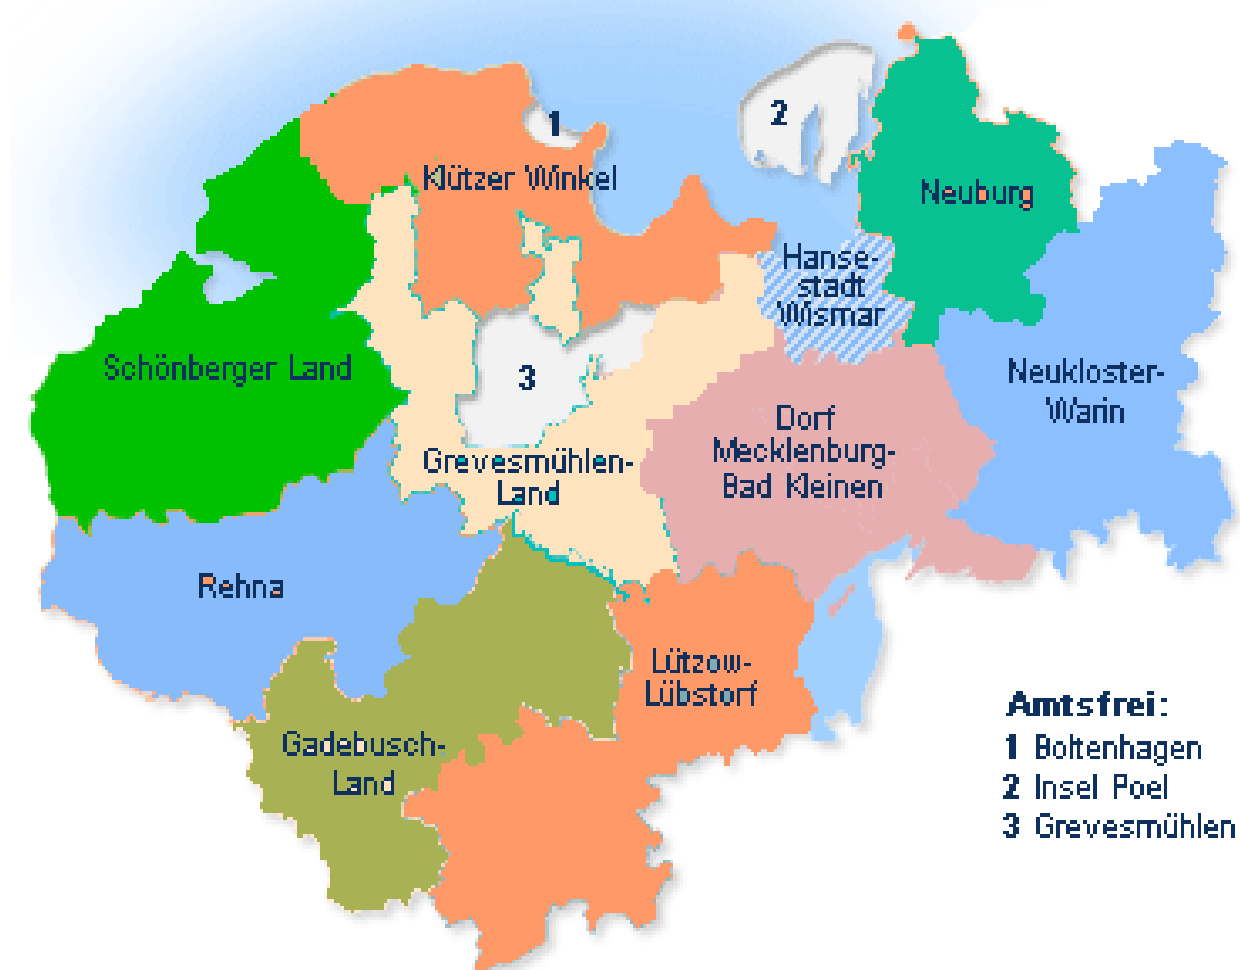 1
2
Klützer Winkel
Neuburg
Hanse-
stadt
Wismar
Schönberger Land
3
Neukloster-
Warin
Dorf
Mecklenburg-
Bad Kleinen
Grevesmühlen-
Land
Rehna
Lützow-
Lübstorf
Gadebusch-
Land
Amtsfrei:
1 Boltenhagen
2 Insel Poel
3 Grevesmühlen